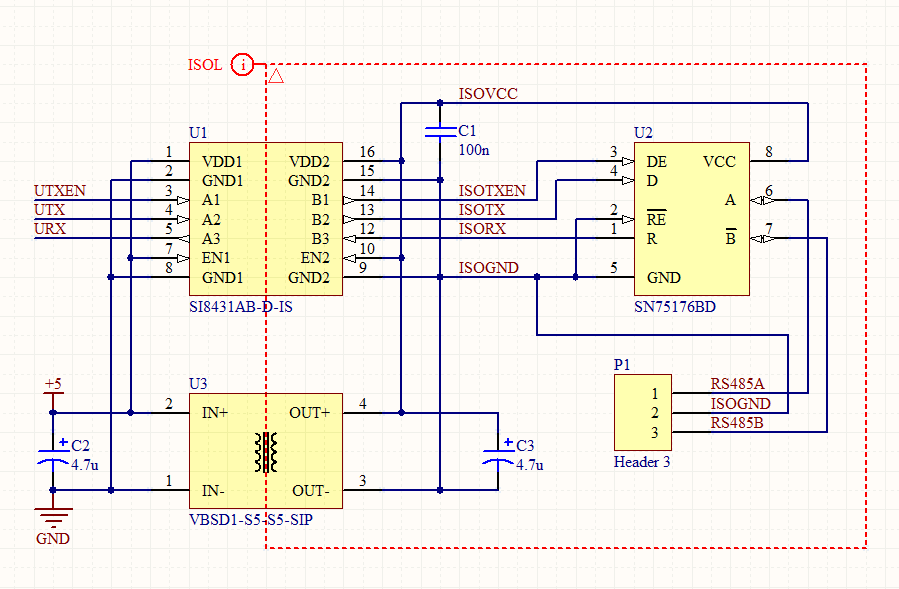 ISOL i
ISOVCC
U1
C1
100n
U2
1 VDD1 VDD2 16
2 GND1 GND2 15
UTXEN 3 A1 B1 14 ISOTXEN
UTX 4 A2 B2 13 ISOTX
URX 5 A3 B3 12 ISORX
7 EN1 EN2 10
8 GND1 GND2 9 ISOGND
SI8431AB-D-IS
3 DE VCC 8
4 D
A 6
2 RE
1 R B 7
5 GND
SN75176BD
P1
1 RS485A
2 ISOGND
3 RS485B
Header 3
+5
U3
2 IN+ OUT+ 4
+ C2
4.7u
+ C3
4.7u
1 IN- OUT- 3
VBSD1-S5-S5-SIP
GND